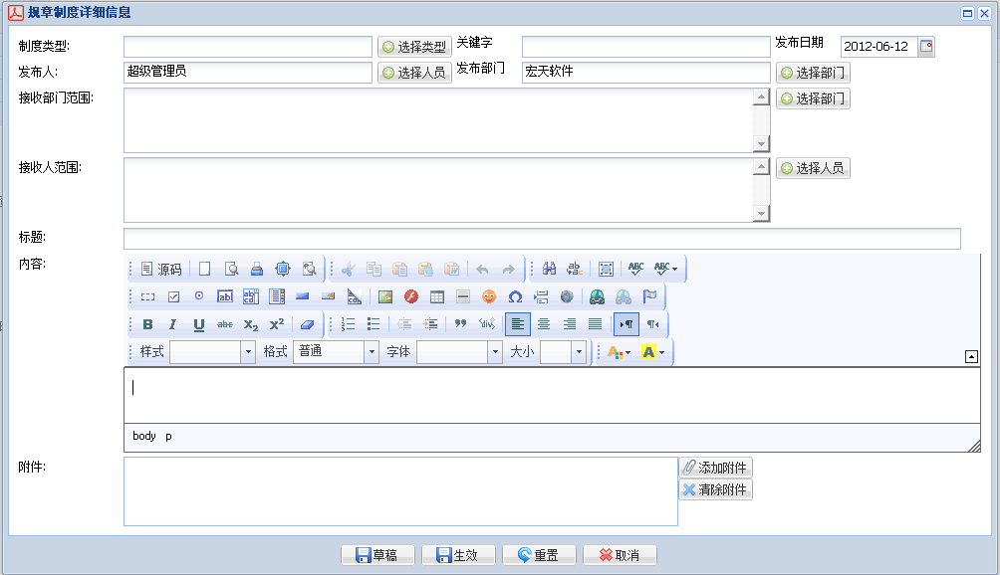 规章制度详细信息
制度类型: 选择类型 关键字 发布日期 2012-06-12
发布人: 超级管理员 选择人员 发布部门 宏天软件 选择部门
接收部门范围: 选择部门
接收人范围: 选择人员
标题:
内容: 源码 ABC ABC
B I U abc X₂ X² ¶ ¶
样式 格式 普通 字体 大小 A A
body p
附件: 添加附件
清除附件
草稿 生效 重置 取消